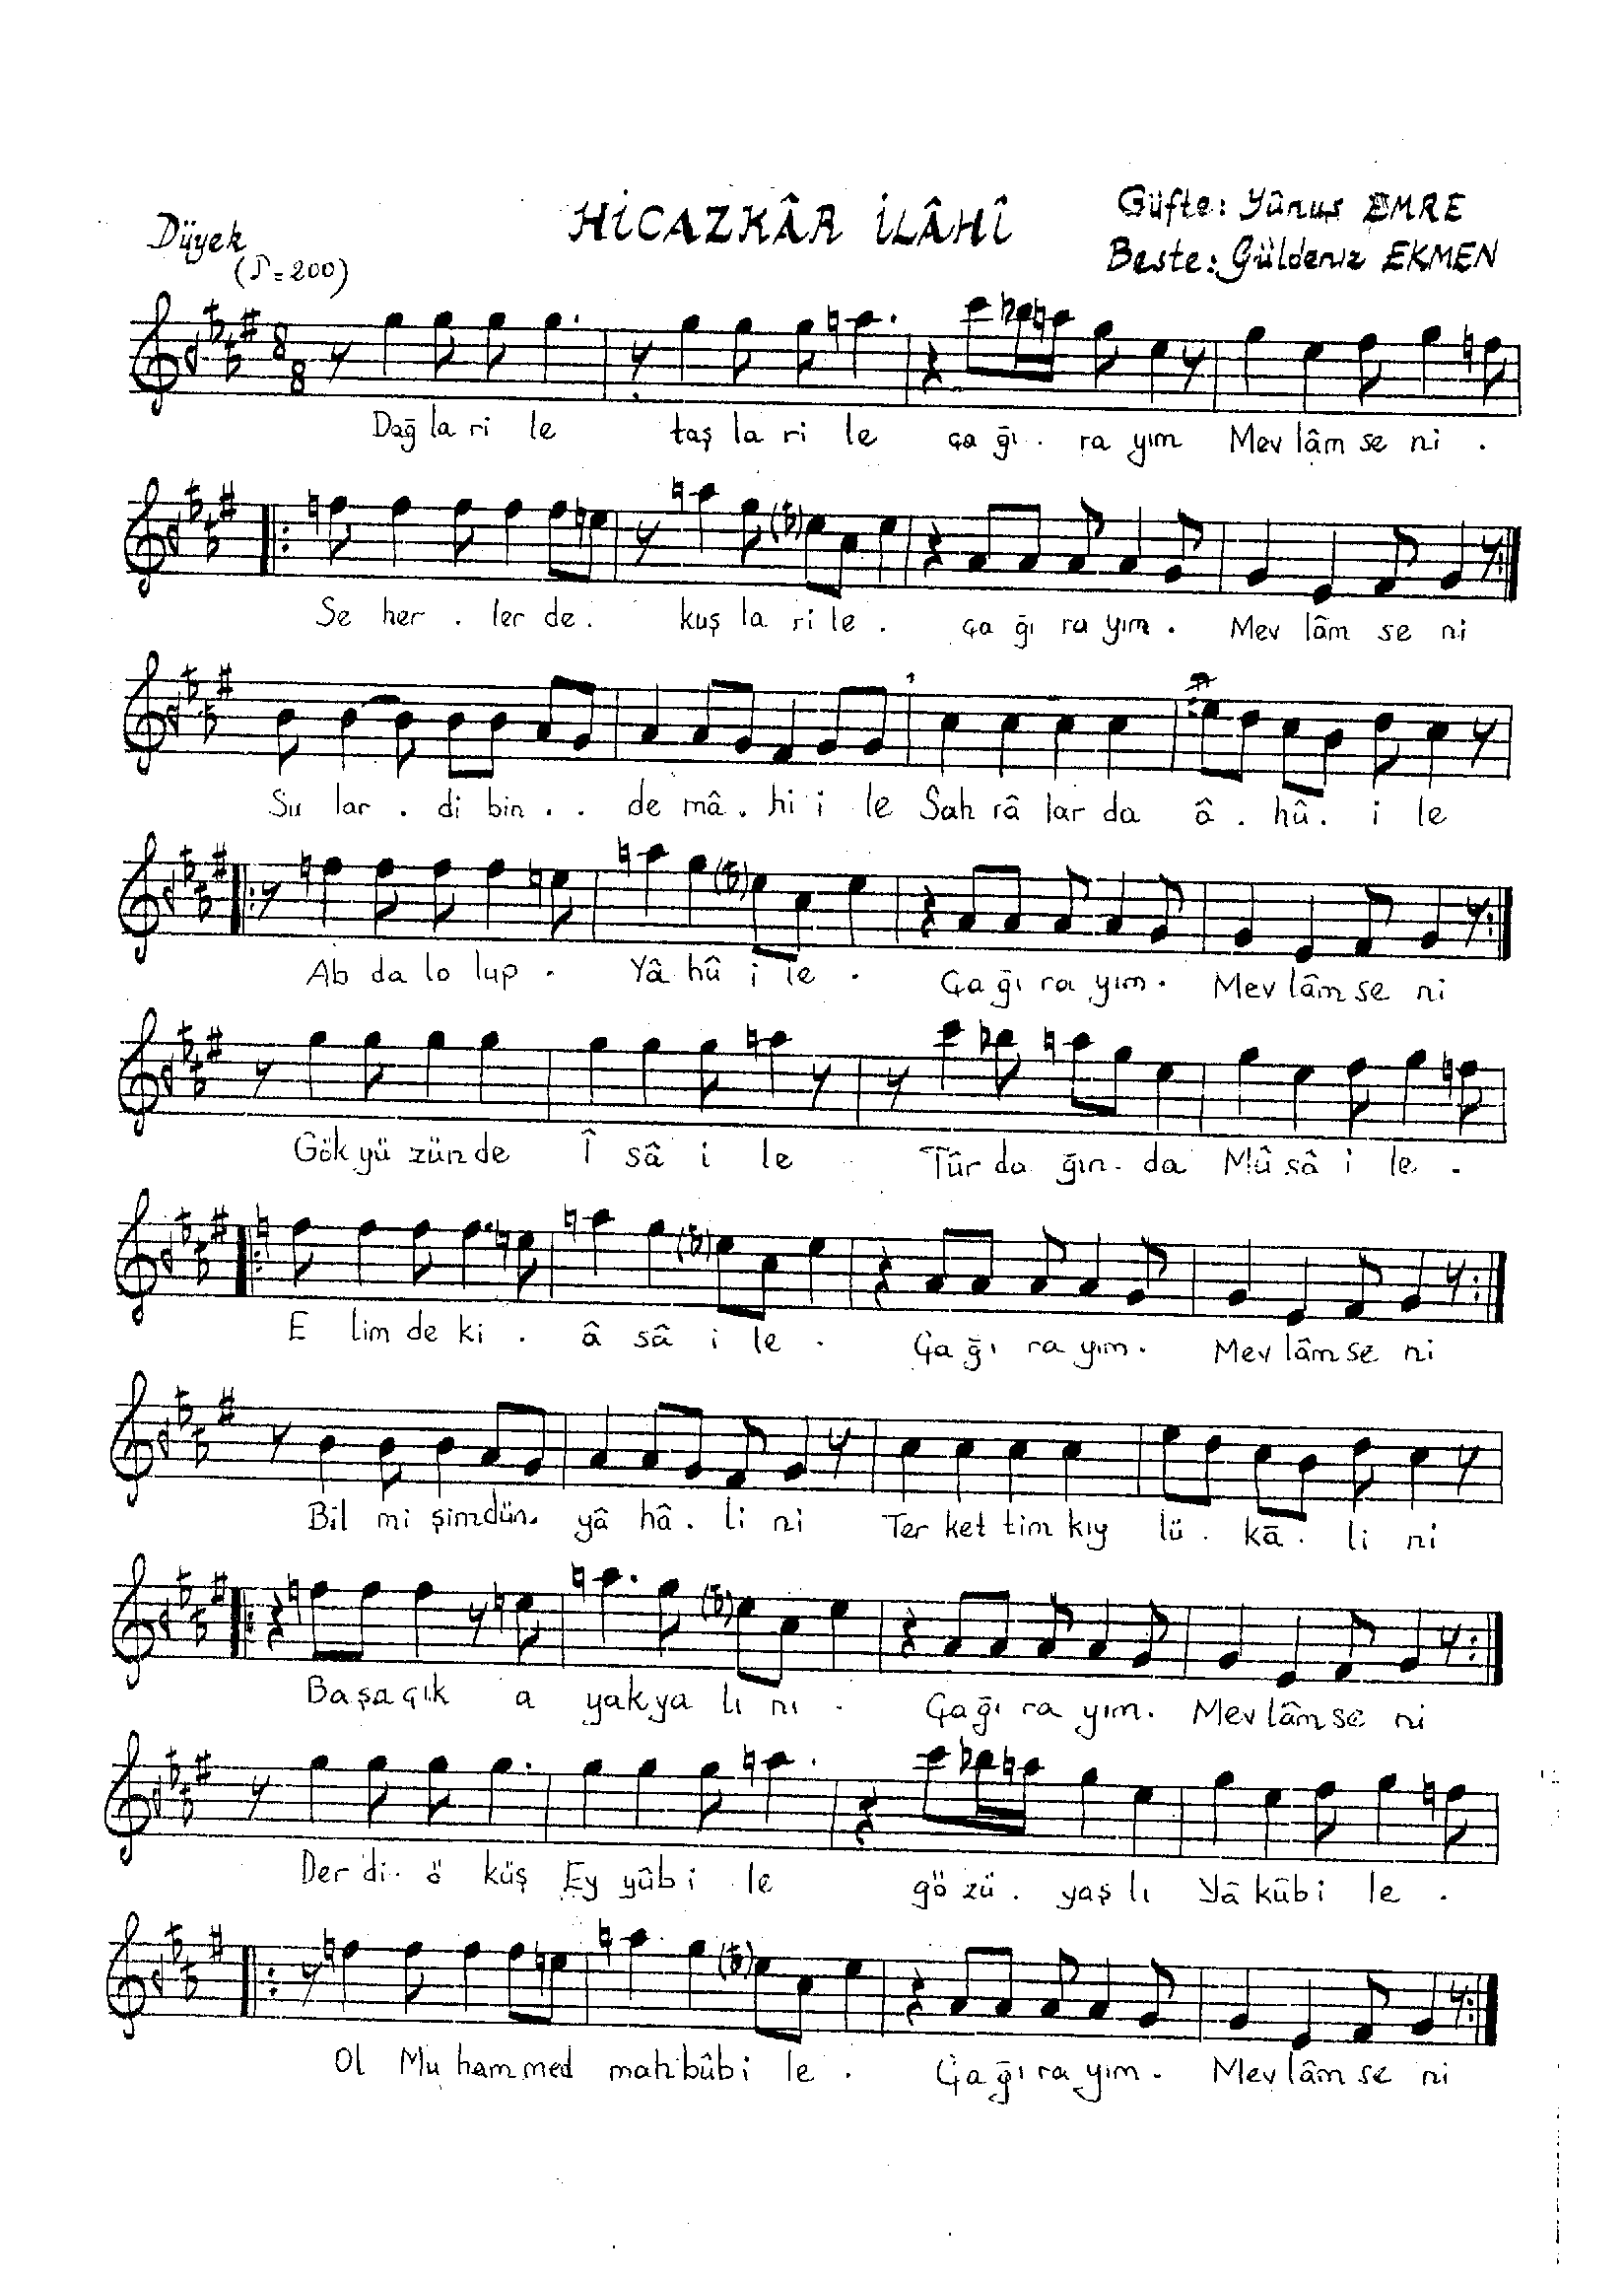 Düyek
(♪=200)
HİCAZKÂR İLÂHÎ
Güfte: Yûnus EMRE
Beste: Güldeniz EKMEN
8
8
Dağ la ri le taş la ri le ça ğı . ra yım Mev lâm se ni .
Se her . ler de . kuş la ri le . ça ğı ra yım . Mev lâm se ni
Su lar . di bin . . de mâ . hi i le Sah râ lar da â . hû . i le
Ab da lo lup . Yâ hû i le . Ça ğı ra yım . Mev lâm se ni
Gök yü zün de Î sâ i le Tûr da ğın . da Mû sâ i le .
E lim de ki . â sâ i le . Ça ğı ra yım . Mev lâm se ni
Bil mi şim dün . yâ hâ . li ni Ter ket tim kıy lü . kā . li ni
Ba şa çık a yak ya lı nı . Ça ğı ra yım . Mev lâm se ni
Der di . ö küş Ey yûb i le gö zü . yaş lı Yâ kûb i le .
Ol Mu ham med mah bûb i le . Ça ğı ra yım . Mev lâm se ni